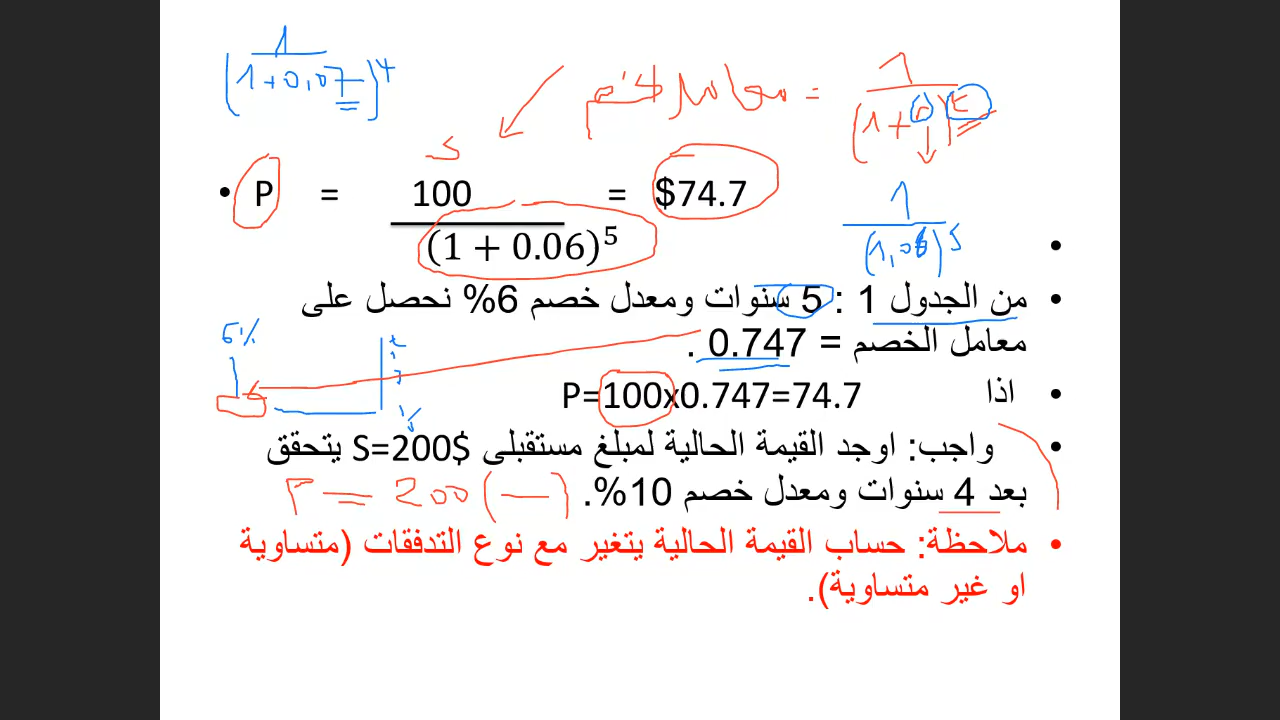 1
(1+0,07)^4
معامل خصم = 1
(1+r)^t
S
• P = 100 = $74.7
(1 + 0.06)^5
1
(1,06)^5
•
• من الجدول 1 : 5 سنوات ومعدل خصم 6% نحصل على
معامل الخصم = 0.747 .
6%
• اذا P=100x0.747=74.7
• واجب: اوجد القيمة الحالية لمبلغ مستقبلى S=200$ يتحقق
بعد 4 سنوات ومعدل خصم 10%.
P = 200 (—)
• ملاحظة: حساب القيمة الحالية يتغير مع نوع التدفقات (متساوية
او غير متساوية).